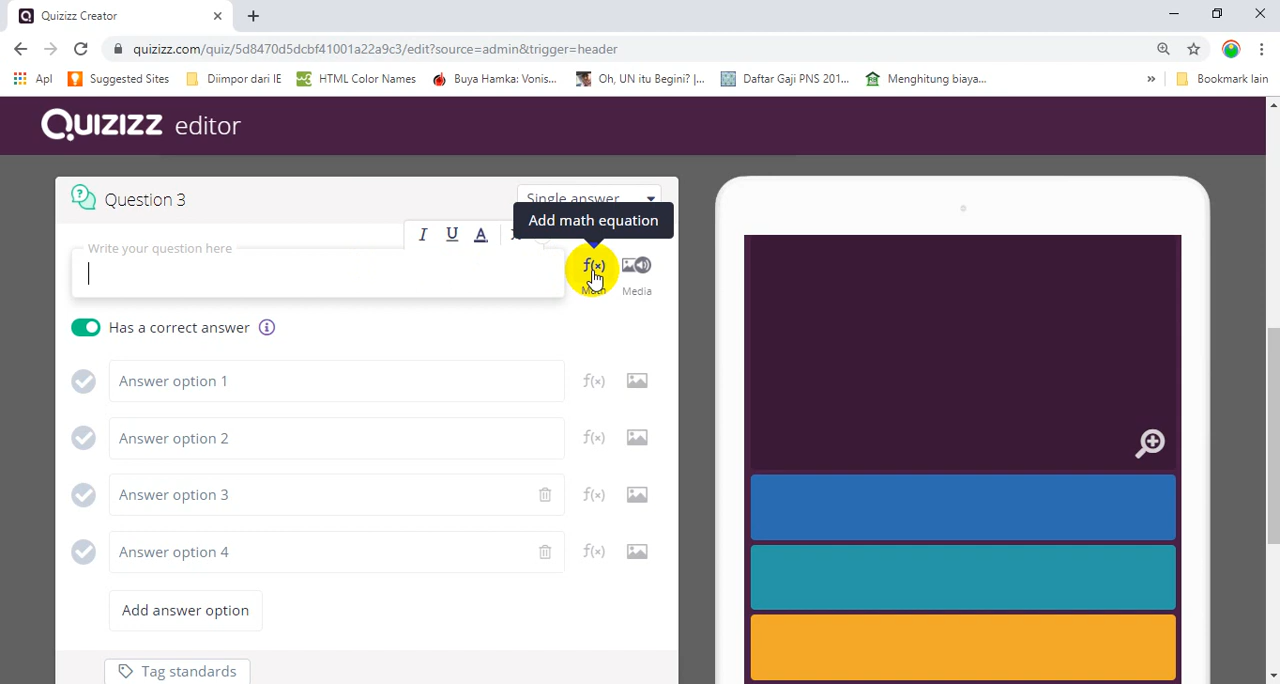 Quizizz Creator
quizizz.com/quiz/5d8470d5dcbf41001a22a9c3/edit?source=admin&trigger=header
Apl Suggested Sites Diimpor dari IE HTML Color Names Buya Hamka: Vonis... Oh, UN itu Begini? |... Daftar Gaji PNS 201... Menghitung biaya... » Bookmark lain
QUIZIZZ editor
Question 3
Single answer
Add math equation
I U A
Write your question here
f(x)
Math Media
Has a correct answer
Answer option 1 f(x)
Answer option 2 f(x)
Answer option 3 f(x)
Answer option 4 f(x)
Add answer option
Tag standards